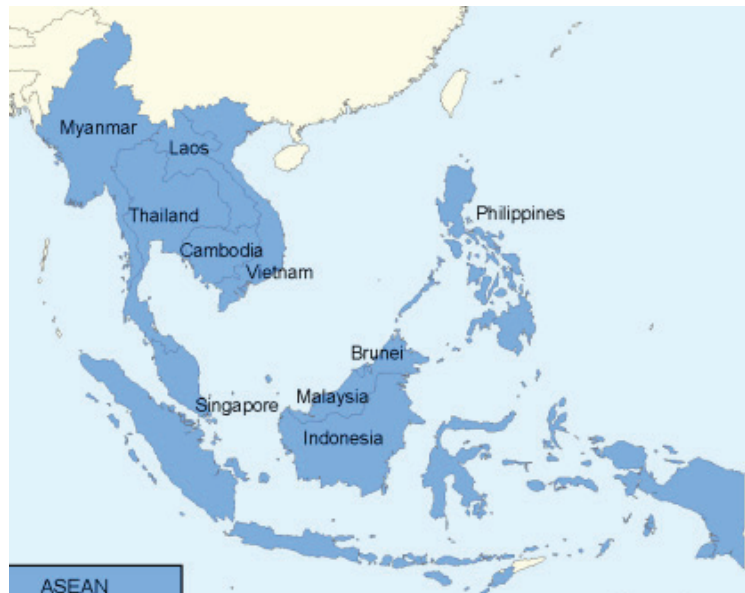 Myanmar
Laos
Thailand
Philippines
Cambodia
Vietnam
Brunei
Malaysia
Singapore
Indonesia
ASEAN